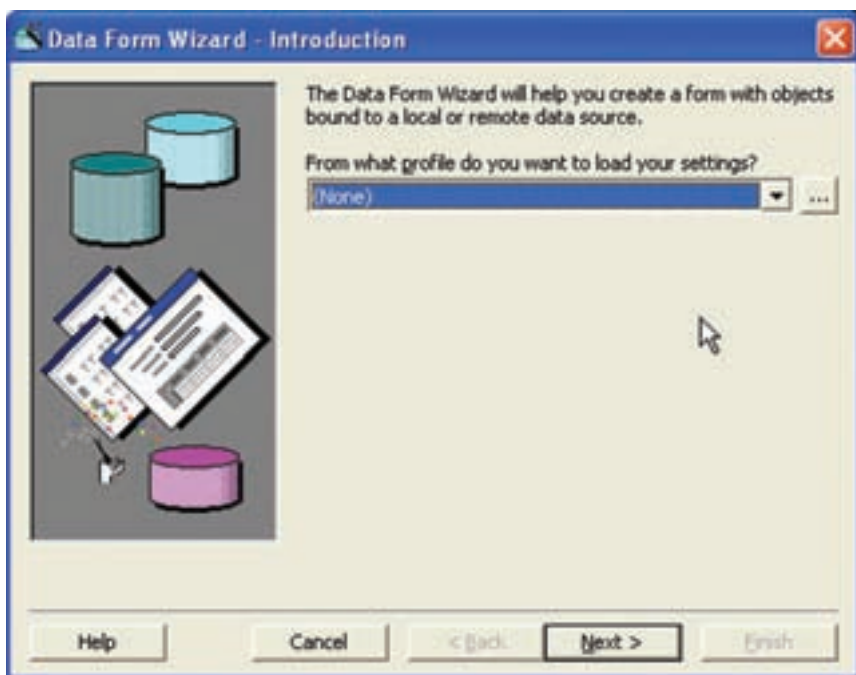 Data Form Wizard - Introduction
The Data Form Wizard will help you create a form with objects
bound to a local or remote data source.
From what profile do you want to load your settings?
(None)
...
Help
Cancel
< Back
Next >
Finish